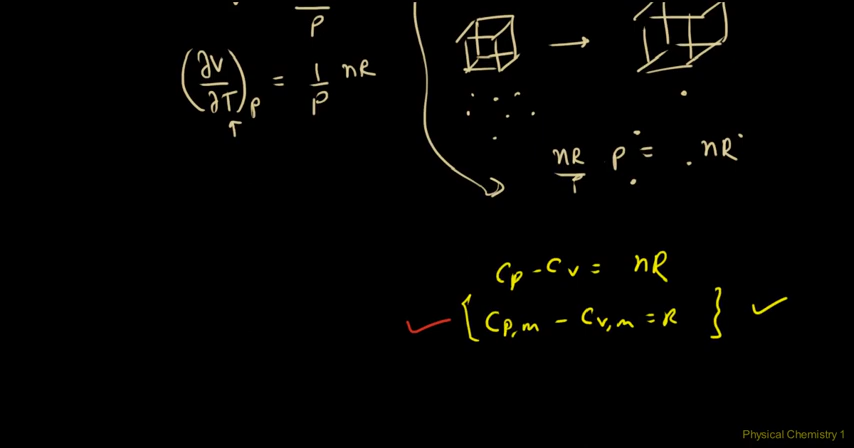 p
(∂V/∂T)p = 1/p nR
T
nR/p p = . nR
Cp - Cv = nR
[ Cp,m - Cv,m = R }
Physical Chemistry 1